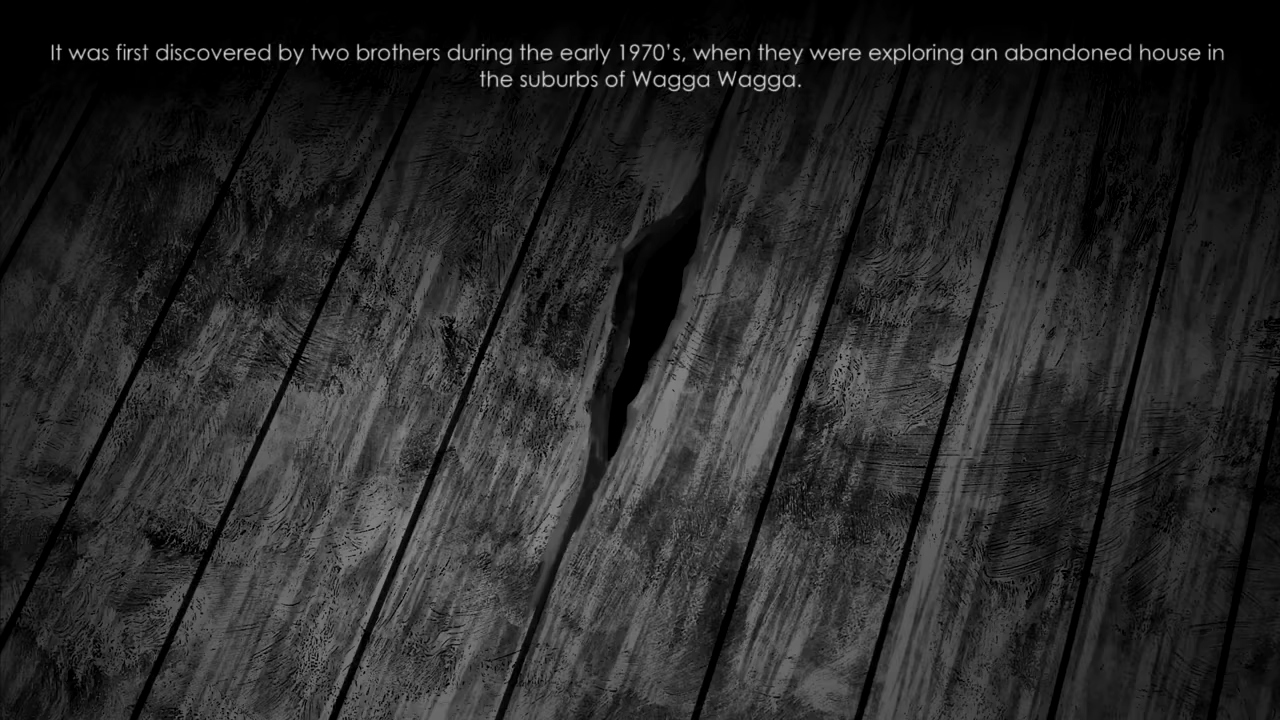 It was first discovered by two brothers during the early 1970's, when they were exploring an abandoned house in
the suburbs of Wagga Wagga.